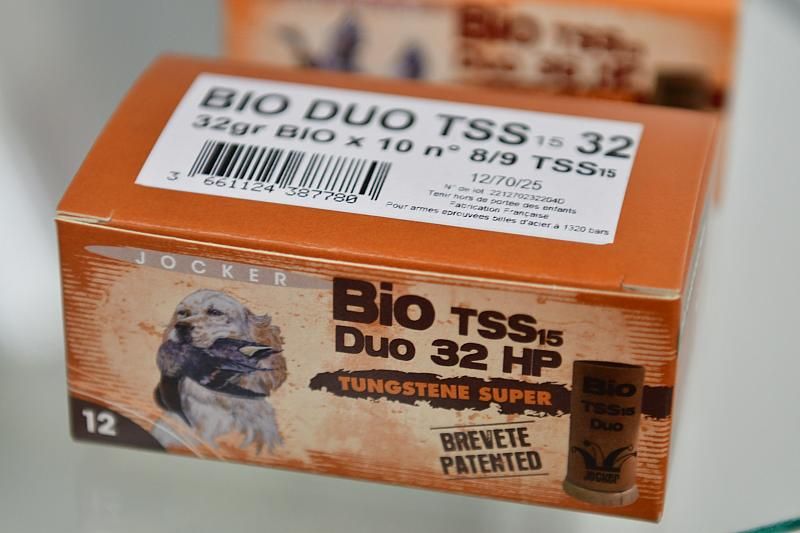 BIO DUO TSS15 32
32gr BIO x 10 n° 8/9 TSS15
12/70/25
N° de lot 2212702322040
Tenir hors de portée des enfants
Fabrication Française
Pour armes éprouvées billes d'acier à 1320 bars
3 661124 387780
JOCKER
Bio TSS15
Duo 32 HP
TUNGSTENE SUPER
BREVETE
PATENTED
12
Bio
TSS15
Duo
JOCKER